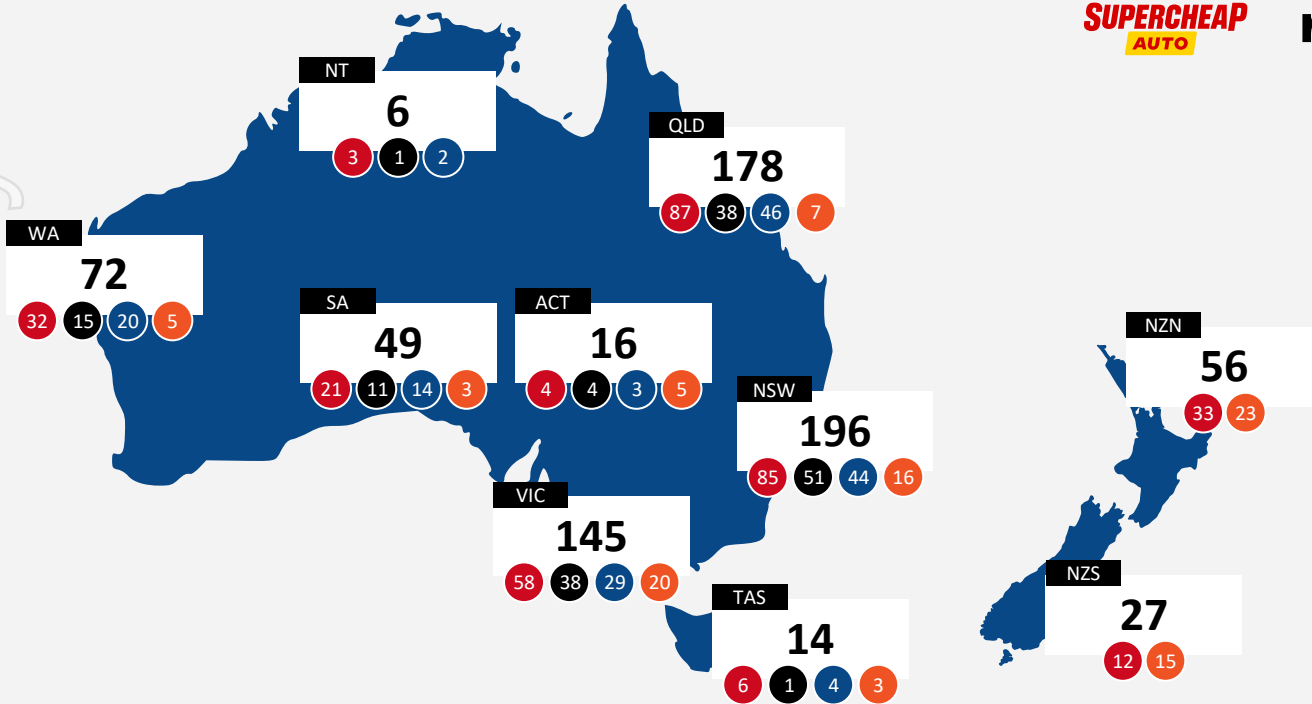 SUPERCHEAP
AUTO
NT
6
3 1 2
QLD
178
87 38 46 7
WA
72
32 15 20 5
SA
49
21 11 14 3
ACT
16
4 4 3 5
NZN
56
33 23
NSW
196
85 51 44 16
VIC
145
58 38 29 20
NZS
27
12 15
TAS
14
6 1 4 3